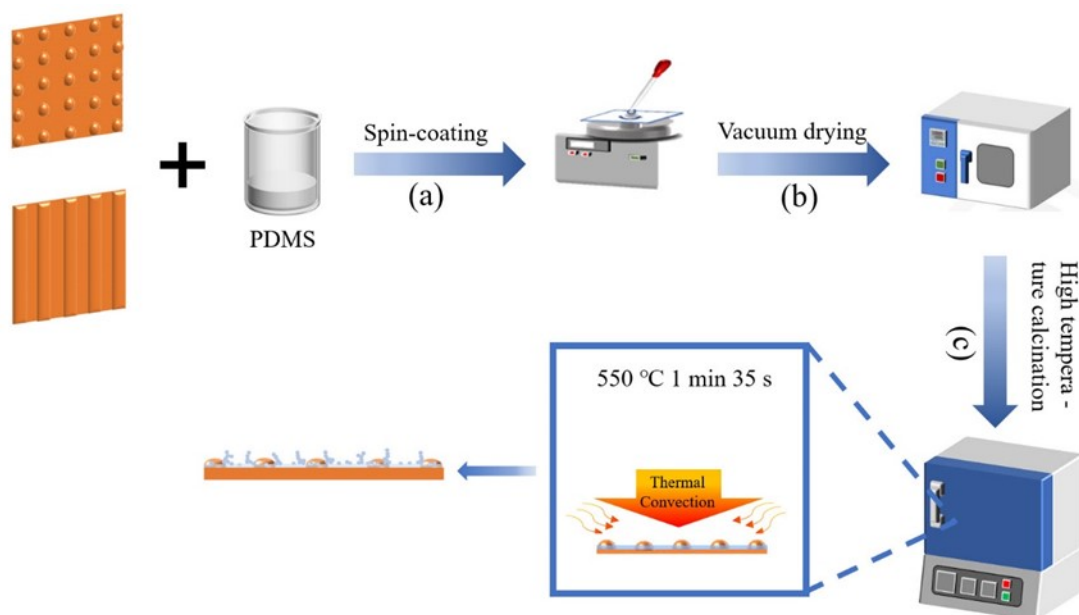 Spin-coating
(a)
Vacuum drying
(b)
PDMS
High tempera -
ture calcination
(c)
550 ℃ 1 min 35 s
Thermal
Convection